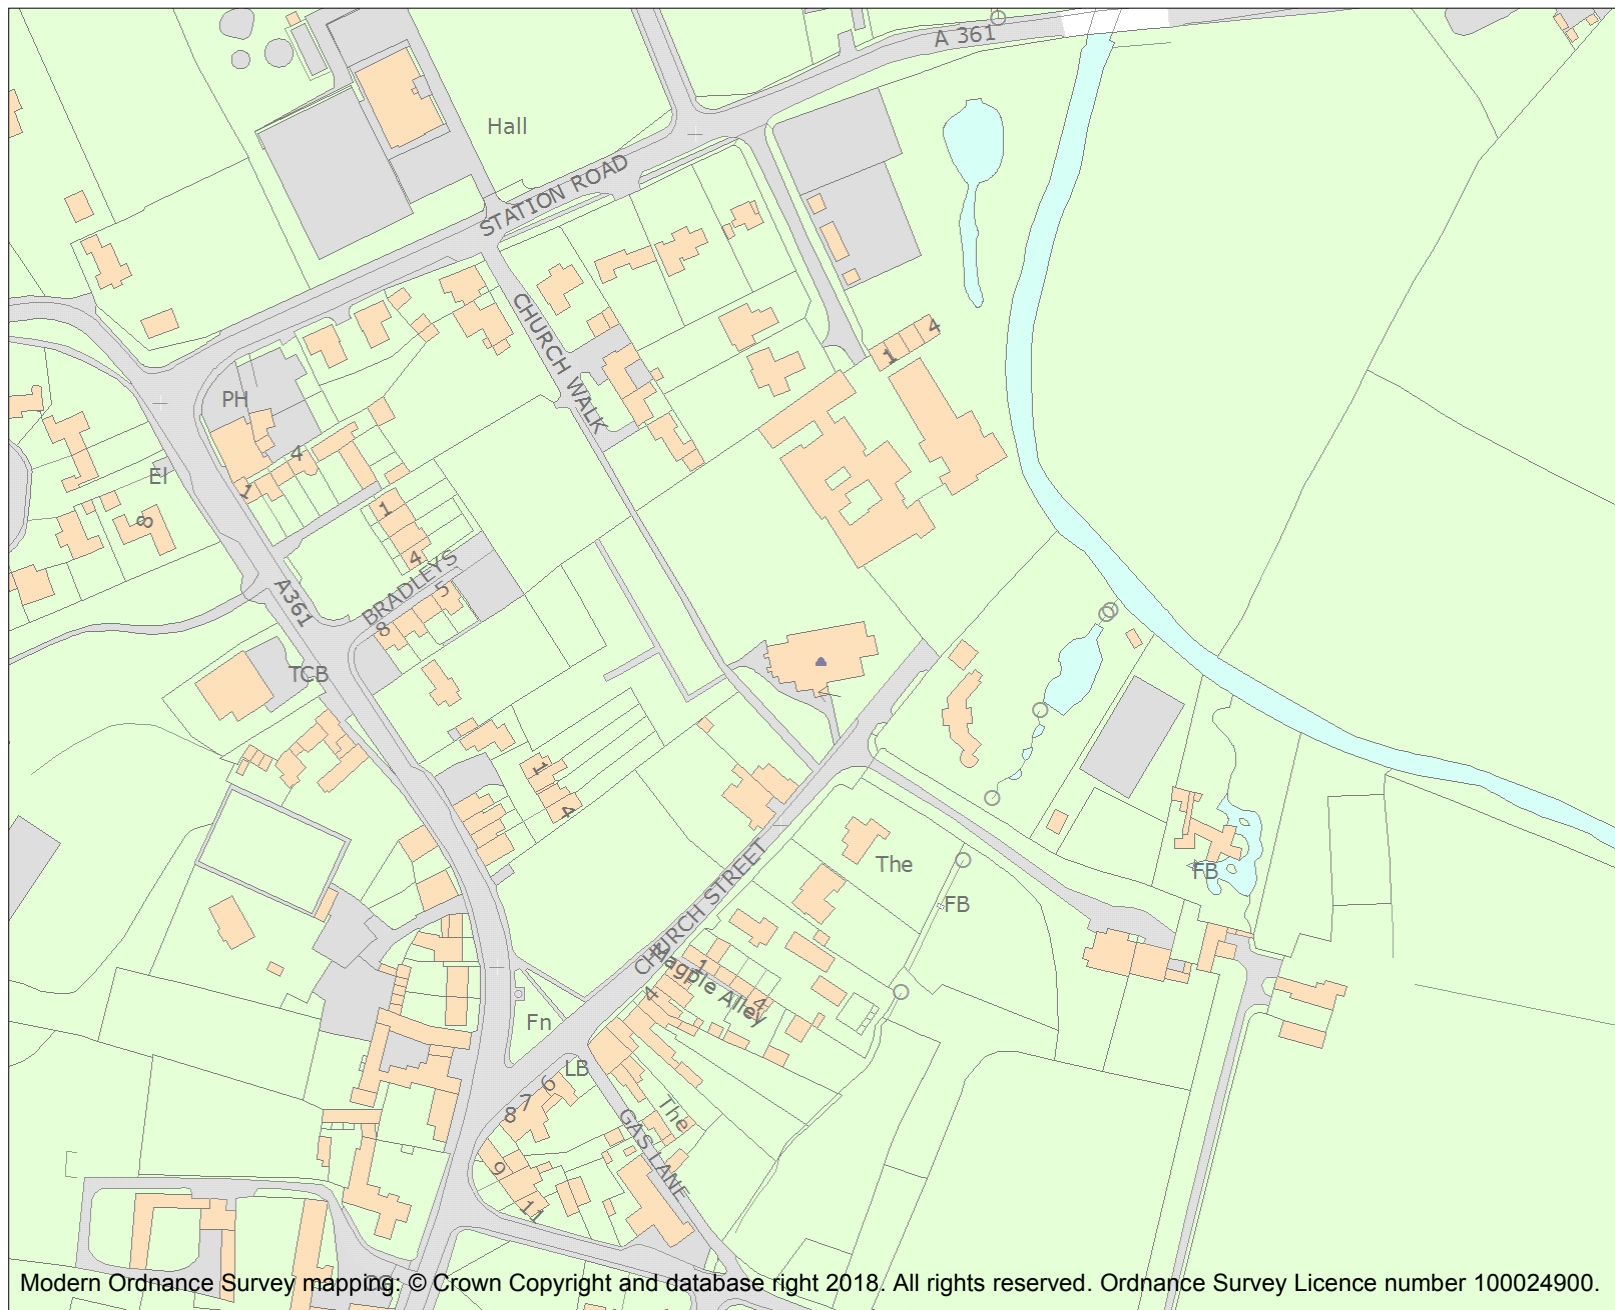 A 361
Hall
STATION ROAD
CHURCH WALK
4
1
PH
4
1
El
8
1
4
BRADLEYS
5
8
A361
TCB
1
4
The
FB
FB
CHURCH STREET
4
1
Magpie Alley
4
4
Fn
LB
6
7
8
The
GAS LANE
9
11
Modern Ordnance Survey mapping: © Crown Copyright and database right 2018. All rights reserved. Ordnance Survey Licence number 100024900.